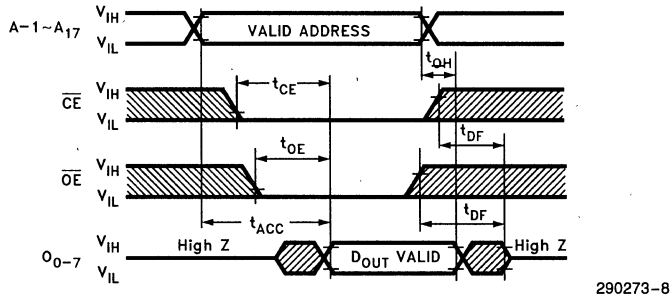 A-1~A17 VIH VIL VALID ADDRESS
tOH
CE VIH VIL tCE tDF
OE VIH VIL tOE tDF
tACC
O0-7 VIH VIL High Z DOUT VALID High Z
290273-8